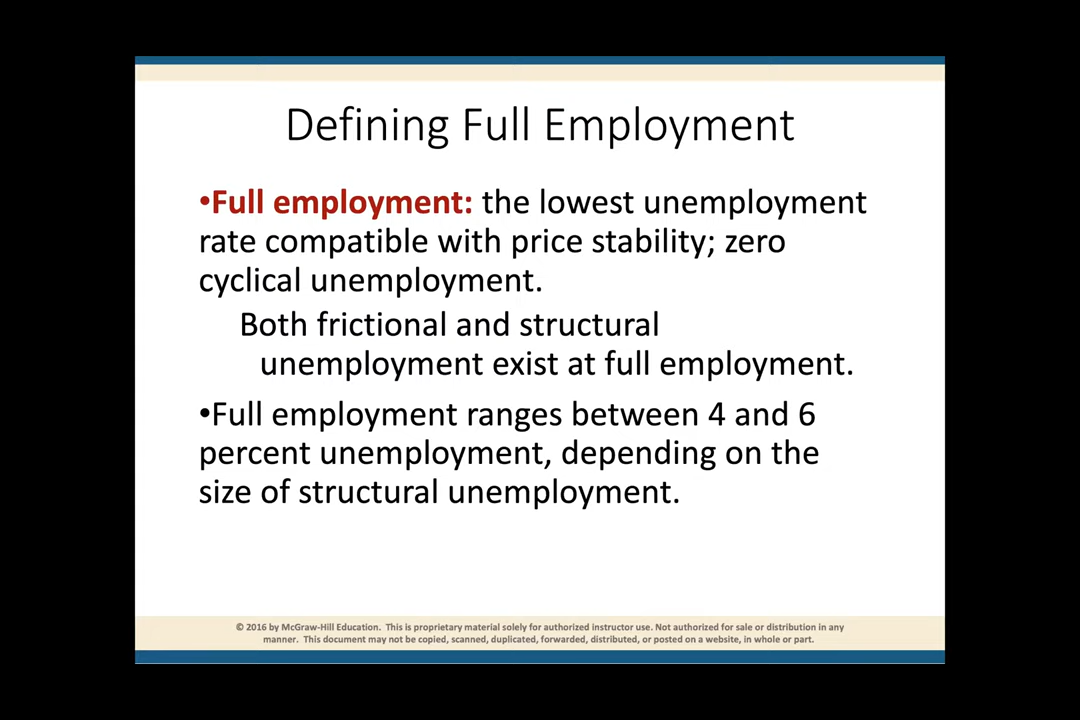 Defining Full Employment
•Full employment: the lowest unemployment
rate compatible with price stability; zero
cyclical unemployment.
Both frictional and structural
unemployment exist at full employment.
•Full employment ranges between 4 and 6
percent unemployment, depending on the
size of structural unemployment.
© 2016 by McGraw-Hill Education. This is proprietary material solely for authorized instructor use. Not authorized for sale or distribution in any
manner. This document may not be copied, scanned, duplicated, forwarded, distributed, or posted on a website, in whole or part.